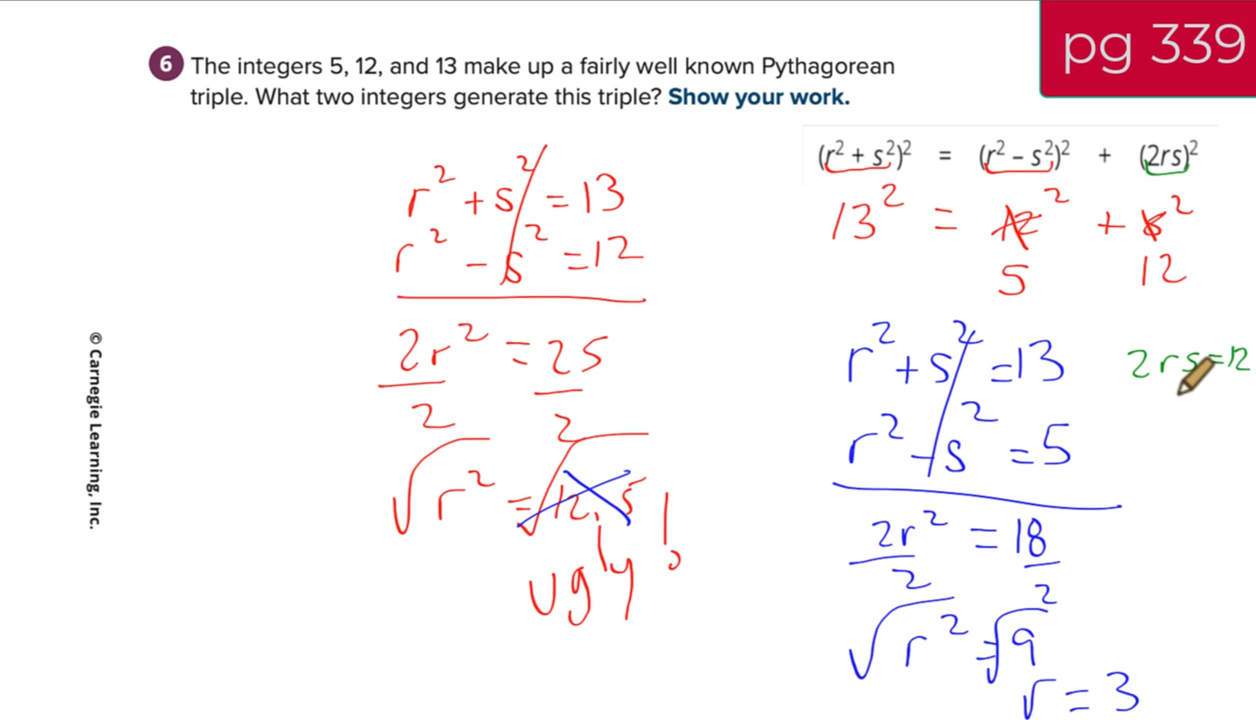 pg 339
6 The integers 5, 12, and 13 make up a fairly well known Pythagorean
triple. What two integers generate this triple? Show your work.
(r² + s²)² = (r² – s²)² + (2rs)²
13² = 12² + 5²
5 12
r² + s² = 13
r² - s² = 12
2r² = 25
2 2
√r² = √12.5
ugly!
r² + s² = 13
r² - s² = 5
2r² = 18
2 2
√r² = √9
r = 3
2rs = 12
© Carnegie Learning, Inc.